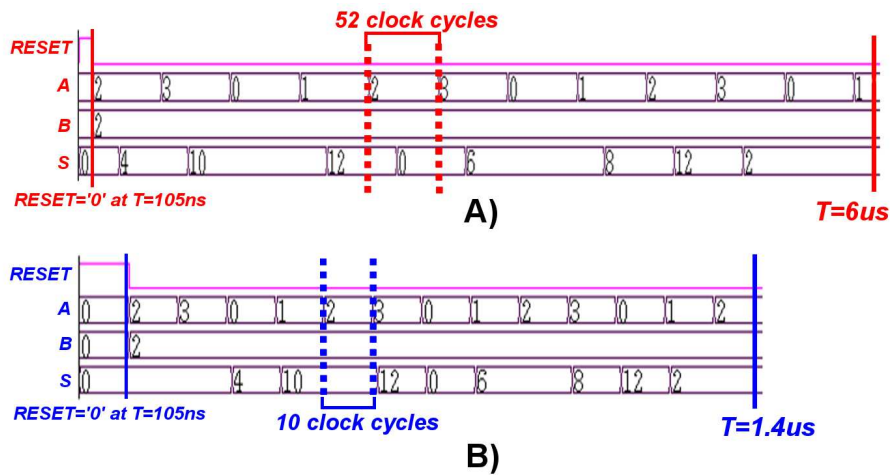 52 clock cycles
RESET
A 2 3 0 1 2 3 0 1 2 3 0 1
B 2
S 0 4 10 12 0 6 8 12 2
RESET='0' at T=105ns
A)
T=6us
RESET
A 0 2 3 0 1 2 3 0 1 2 3 0 1 2
B 0 2
S 0 4 10 12 0 6 8 12 2
RESET='0' at T=105ns
10 clock cycles
T=1.4us
B)